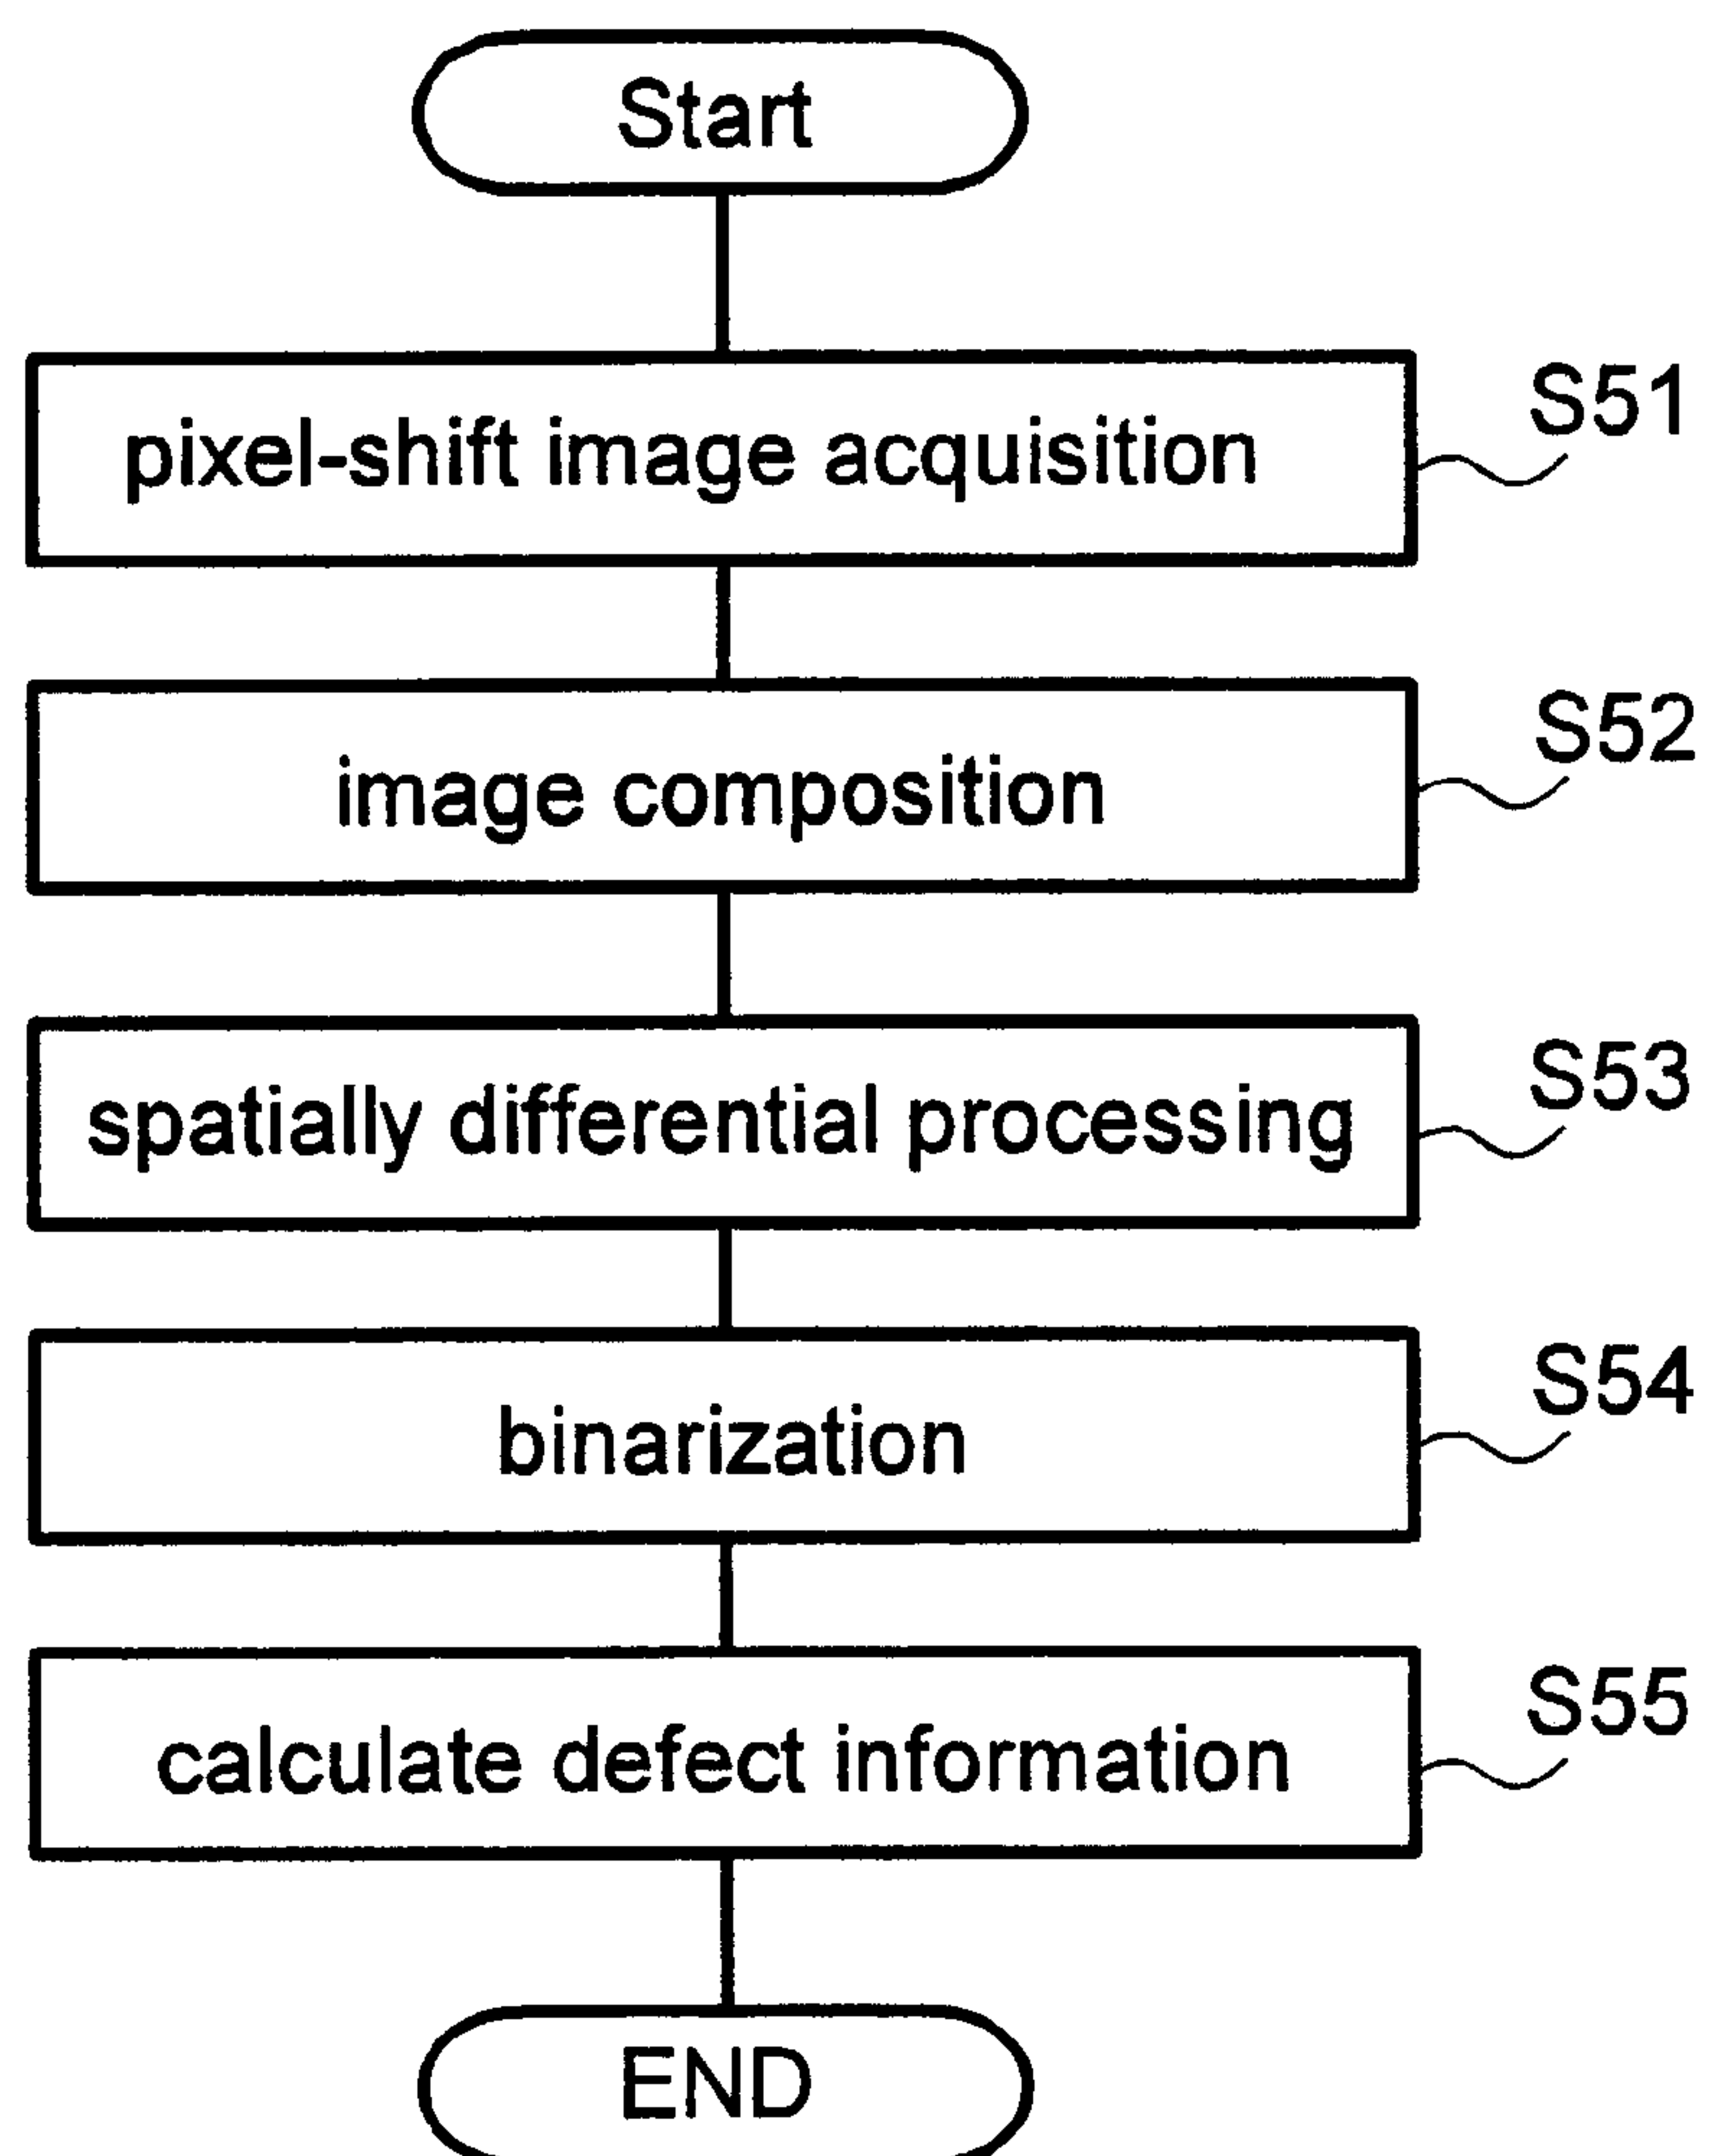 Start
pixel-shift image acquisition
S51
image composition
S52
spatially differential processing
S53
binarization
S54
calculate defect information
S55
END